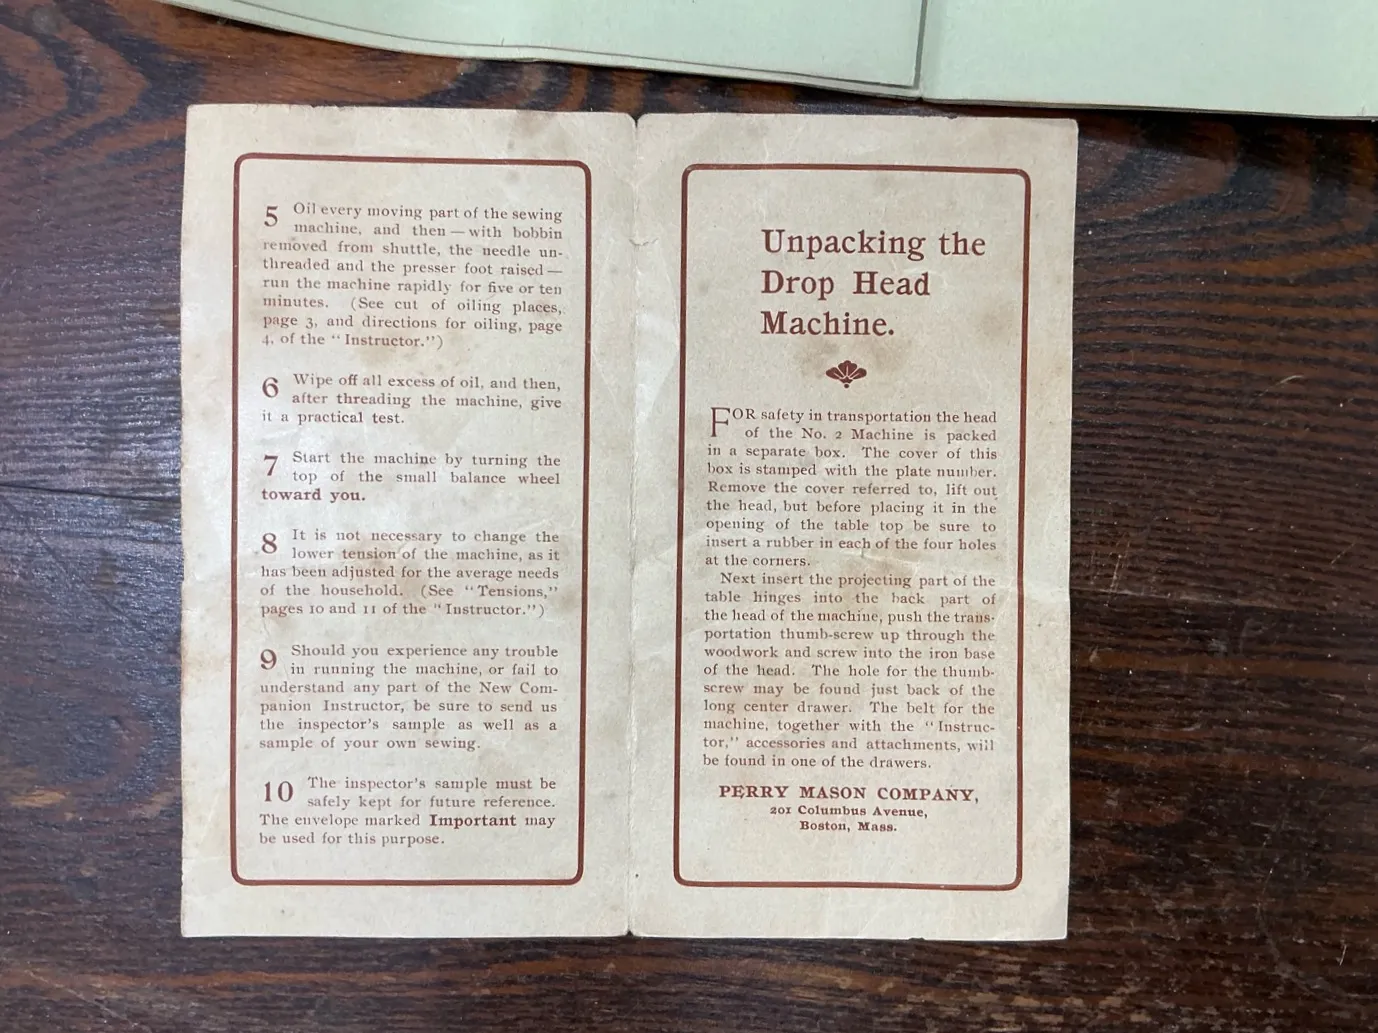 5 Oil every moving part of the sewing
machine, and then — with bobbin
removed from shuttle, the needle un-
threaded and the presser foot raised —
run the machine rapidly for five or ten
minutes. (See cut of oiling places,
page 3, and directions for oiling, page
4, of the "Instructor.")
6 Wipe off all excess of oil, and then,
after threading the machine, give
it a practical test.
7 Start the machine by turning the
top of the small balance wheel
toward you.
8 It is not necessary to change the
lower tension of the machine, as it
has been adjusted for the average needs
of the household. (See "Tensions,"
pages 10 and 11 of the "Instructor.")
9 Should you experience any trouble
in running the machine, or fail to
understand any part of the New Com-
panion Instructor, be sure to send us
the inspector's sample as well as a
sample of your own sewing.
10 The inspector's sample must be
safely kept for future reference.
The envelope marked Important may
be used for this purpose.
Unpacking the
Drop Head
Machine.
FOR safety in transportation the head
of the No. 2 Machine is packed
in a separate box. The cover of this
box is stamped with the plate number.
Remove the cover referred to, lift out
the head, but before placing it in the
opening of the table top be sure to
insert a rubber in each of the four holes
at the corners.
Next insert the projecting part of the
table hinges into the back part of
the head of the machine, push the trans-
portation thumb-screw up through the
woodwork and screw into the iron base
of the head. The hole for the thumb-
screw may be found just back of the
long center drawer. The belt for the
machine, together with the "Instruc-
tor," accessories and attachments, will
be found in one of the drawers.
PERRY MASON COMPANY,
201 Columbus Avenue,
Boston, Mass.